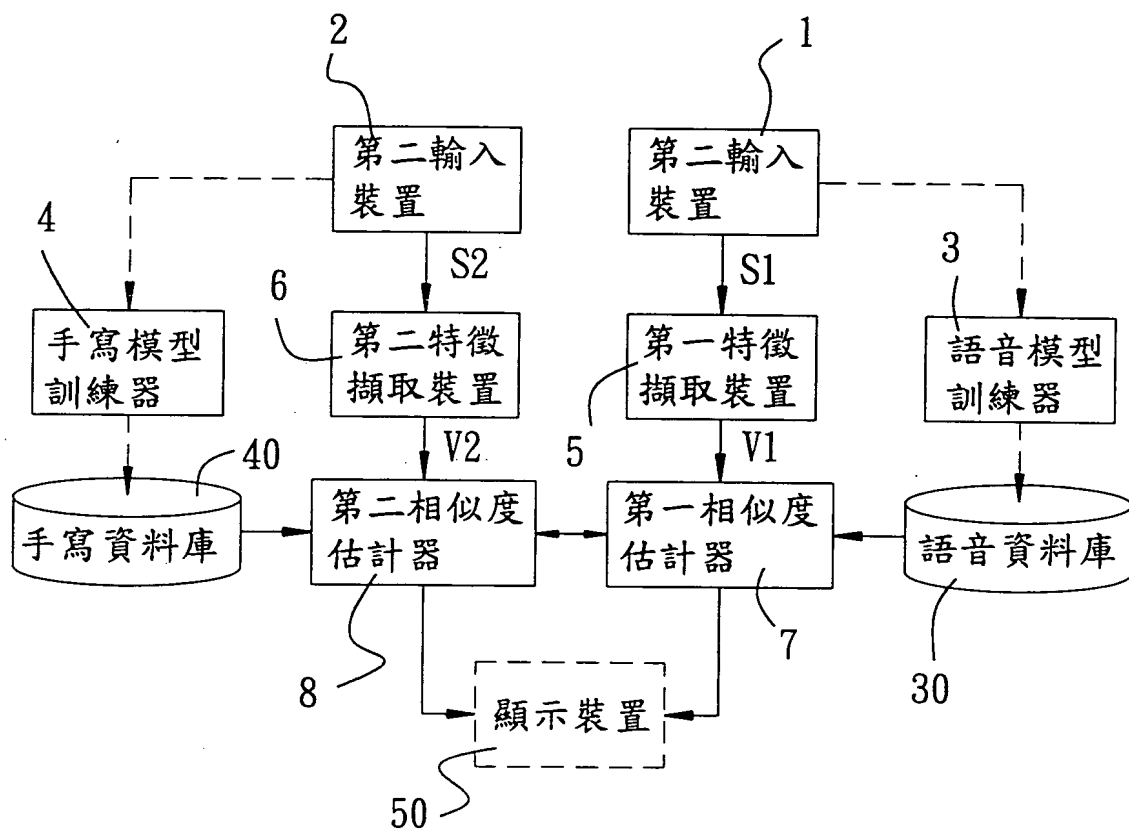 2
1
第二輸入
裝置
第二輸入
裝置
4
S2
S1
3
6
手寫模型
訓練器
第二特徵
擷取裝置
第一特徵
擷取裝置
語音模型
訓練器
5
40
V2
V1
手寫資料庫
第二相似度
估計器
第一相似度
估計器
語音資料庫
8
7
30
顯示裝置
50